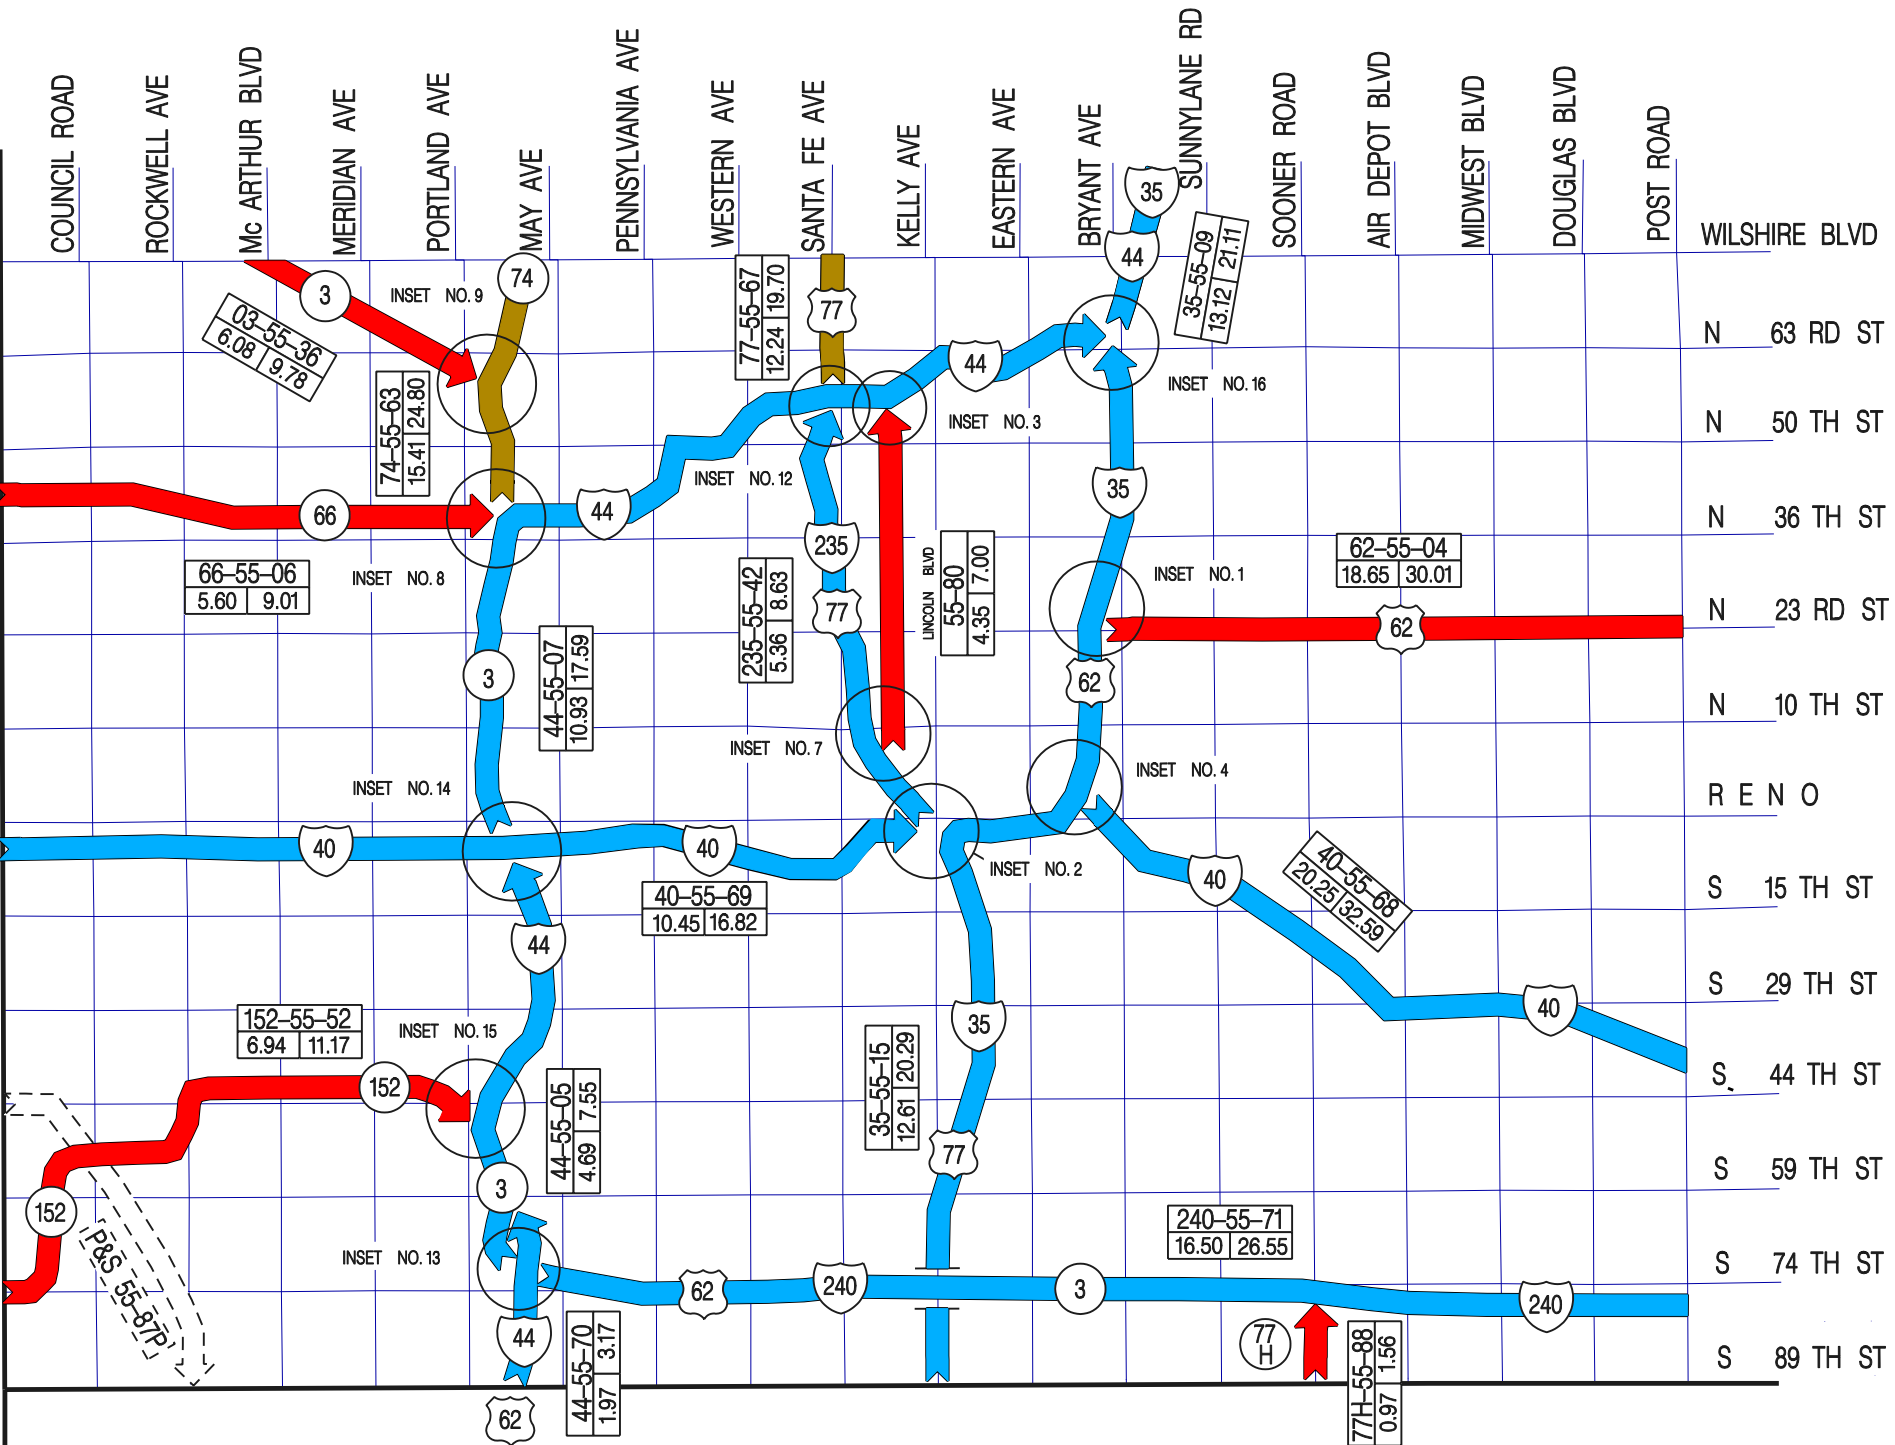 COUNCIL ROAD
ROCKWELL AVE
Mc ARTHUR BLVD
MERIDIAN AVE
PORTLAND AVE
MAY AVE
PENNSYLVANIA AVE
WESTERN AVE
SANTA FE AVE
KELLY AVE
EASTERN AVE
BRYANT AVE
SUNNYLANE RD
SOONER ROAD
AIR DEPOT BLVD
MIDWEST BLVD
DOUGLAS BLVD
POST ROAD
WILSHIRE BLVD
35
44
35–55–09
13.12 21.11
74
3
INSET NO. 9
03–55–36
6.08 9.78
77–55–67
12.24 19.70
77
N 63 RD ST
44
INSET NO. 16
74–55–63
15.41 24.80
INSET NO. 3
N 50 TH ST
INSET NO. 12
35
66
44
N 36 TH ST
235
62–55–04
18.65 30.01
66–55–06
5.60 9.01
INSET NO. 8
INSET NO. 1
235–55–42
5.36 8.63
77
LINCOLN BLVD
55–80
4.35 7.00
N 23 RD ST
62
3
44–55–07
10.93 17.59
62
N 10 TH ST
INSET NO. 7
INSET NO. 4
INSET NO. 14
RENO
40
40
INSET NO. 2
40
40–55–68
20.25 32.59
40–55–69
10.45 16.82
S 15 TH ST
44
S 29 TH ST
40
152–55–52
6.94 11.17
INSET NO. 15
35
35–55–15
12.61 20.29
S 44 TH ST
152
44–55–05
4.69 7.55
77
S 59 TH ST
3
152
P&S 55–87P
240–55–71
16.50 26.55
INSET NO. 13
S 74 TH ST
62
240
3
240
44
44–55–70
1.97 3.17
77
H
77H–55–88
0.97 1.56
S 89 TH ST
62